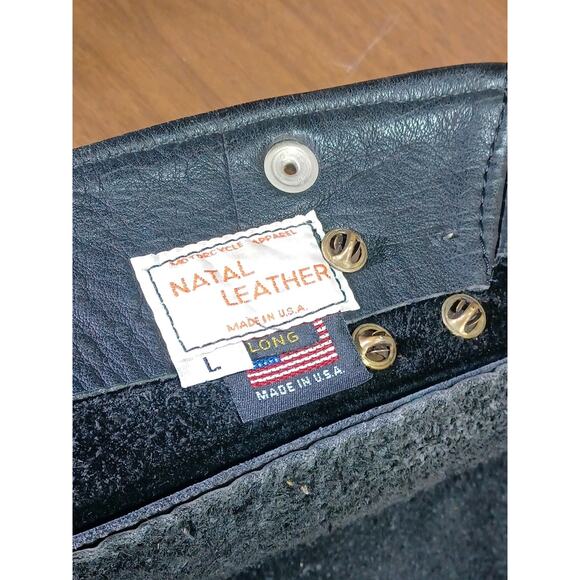 MOTORCYCLE APPAREL
NATAL
LEATHER
MADE IN U.S.A.
L
LONG
MADE IN U.S.A.